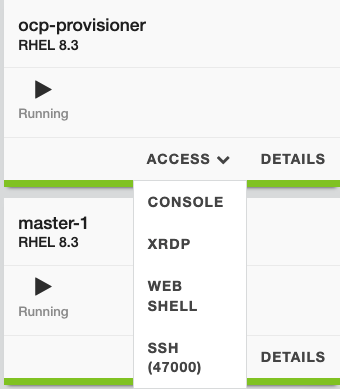 ocp-provisioner
RHEL 8.3
Running
ACCESS DETAILS
CONSOLE
XRDP
WEB
SHELL
SSH
(47000)
master-1
RHEL 8.3
Running
DETAILS